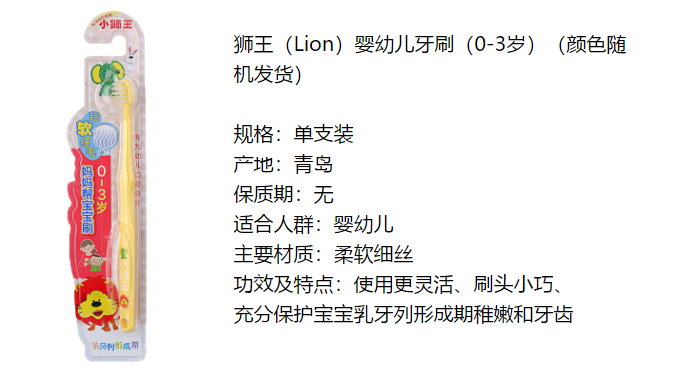 小狮王
超
软
0~3岁
妈妈帮宝宝刷
乳牙列形成期
狮王（Lion）婴幼儿牙刷（0-3岁）（颜色随
机发货）
规格：单支装
产地：青岛
保质期：无
适合人群：婴幼儿
主要材质：柔软细丝
功效及特点：使用更灵活、刷头小巧、
充分保护宝宝乳牙列形成期稚嫩和牙齿